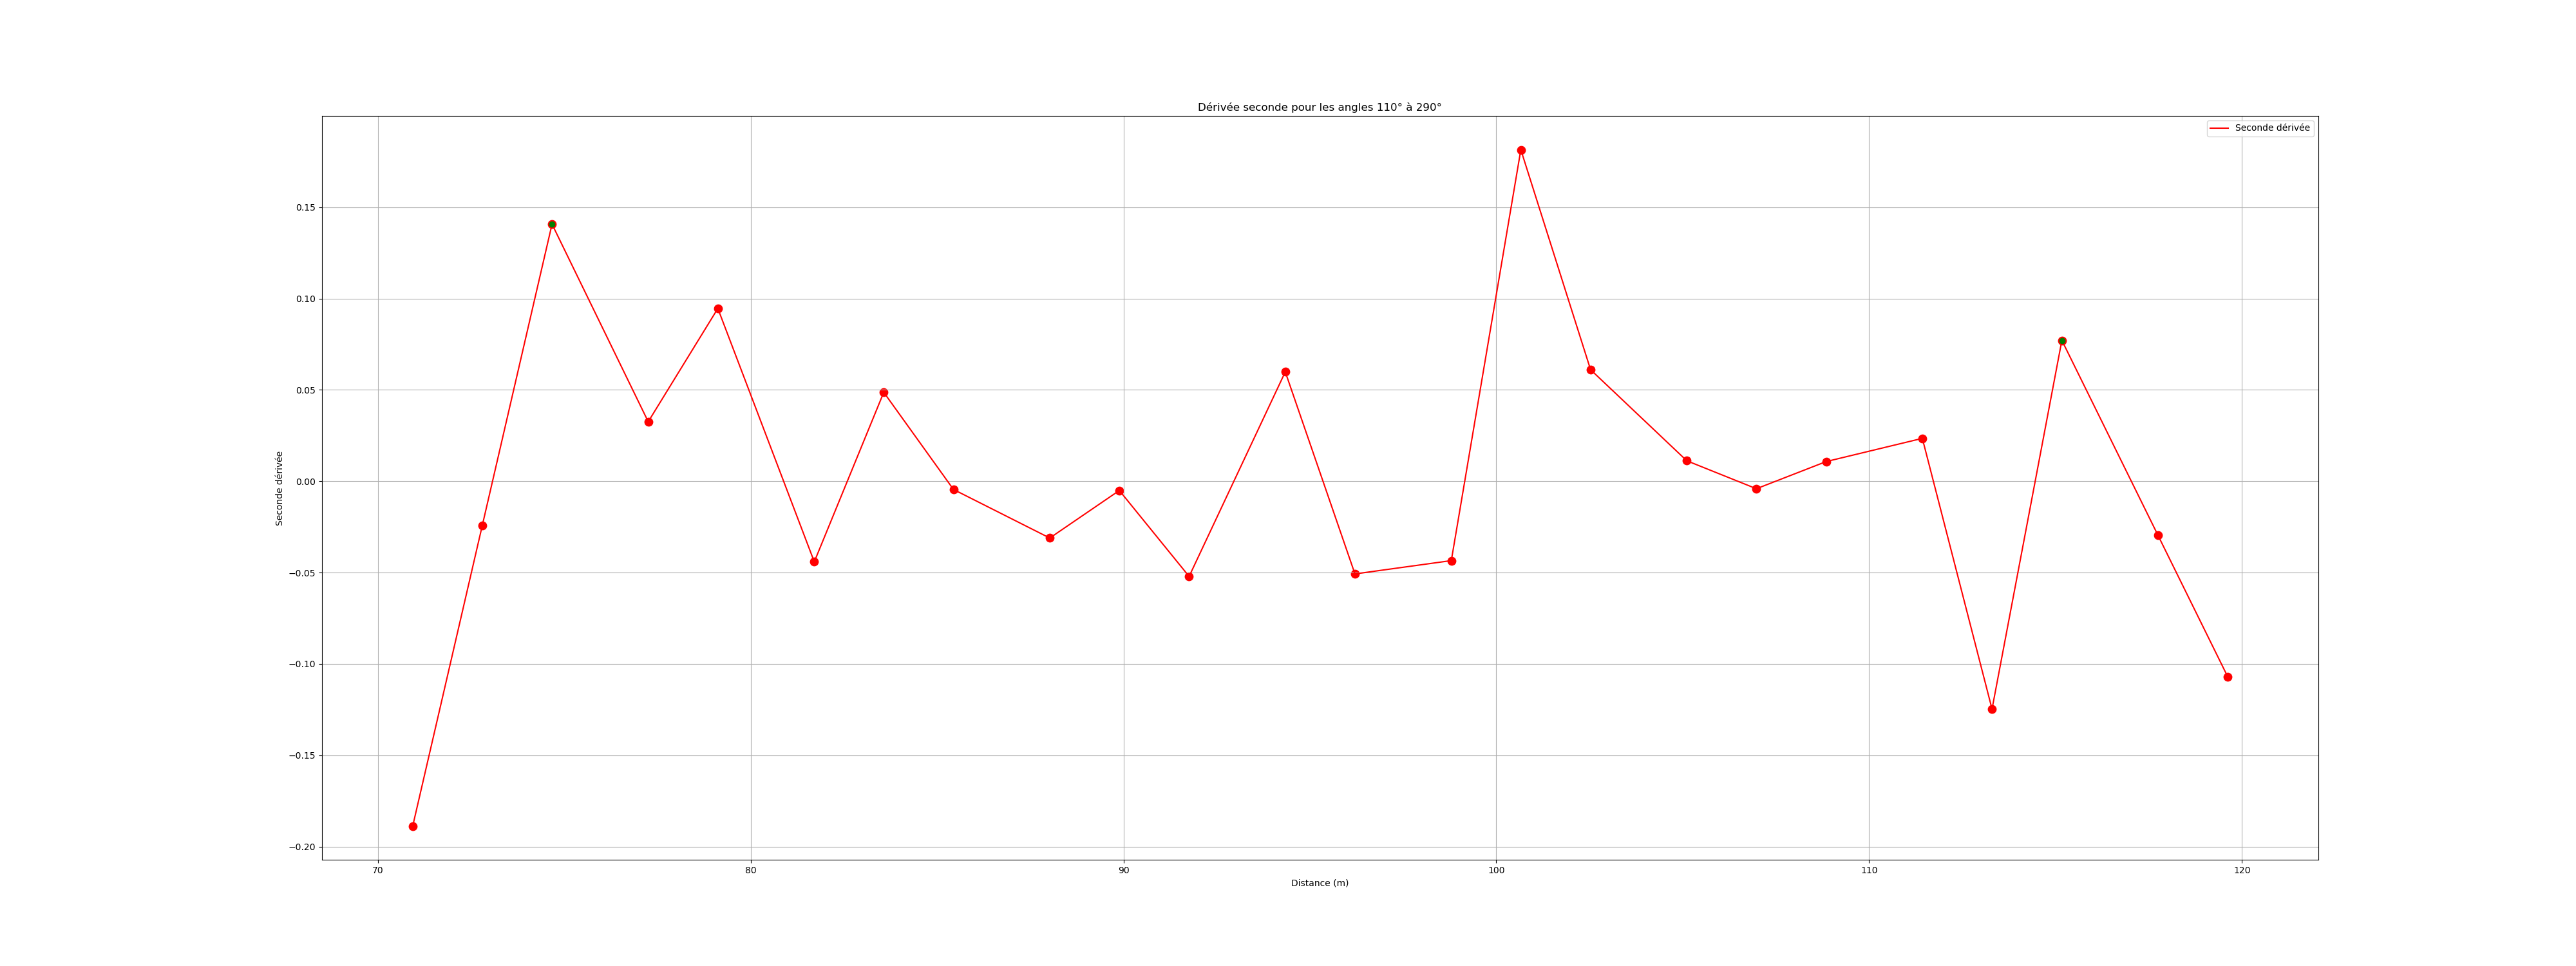 Dérivée seconde pour les angles 110° à 290°
Seconde dérivée
0.15
0.10
0.05
0.00
−0.05
−0.10
−0.15
−0.20
Seconde dérivée
70 80 90 100 110 120
Distance (m)